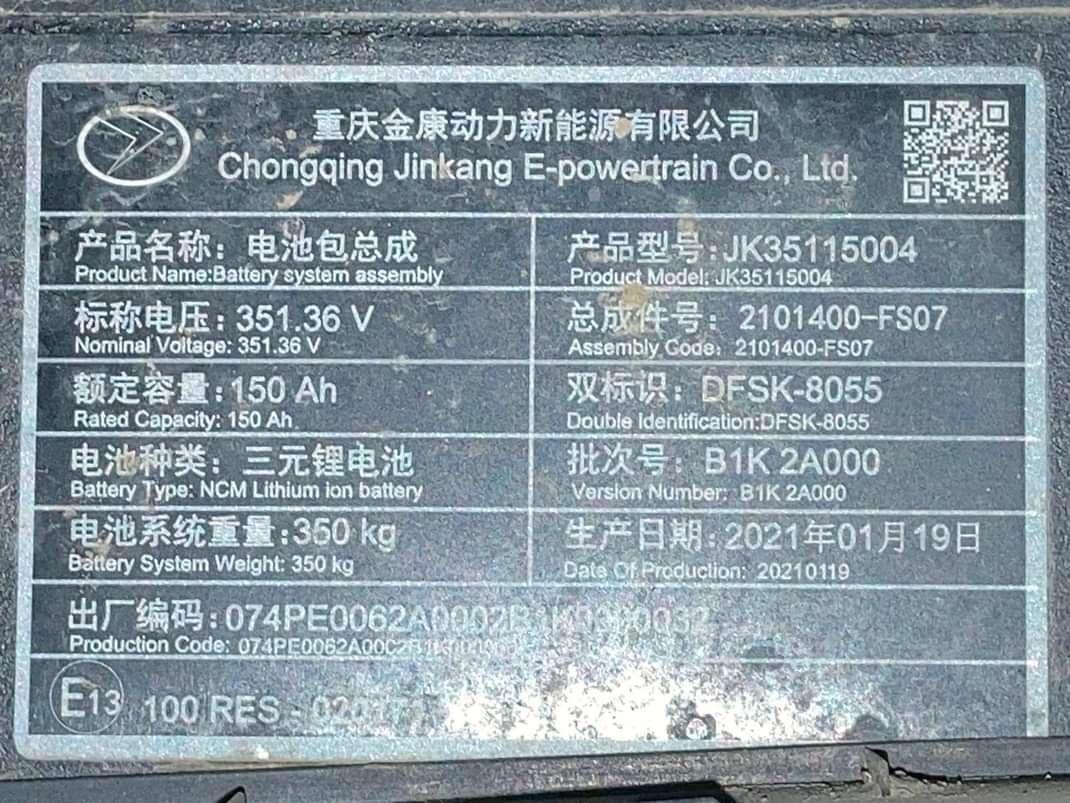 重庆金康动力新能源有限公司
Chongqing Jinkang E-powertrain Co., Ltd.
产品名称：电池包总成
Product Name:Battery system assembly
产品型号:JK35115004
Product Model: JK35115004
标称电压：351.36 V
Nominal Voltage: 351.36 V
总成件号：2101400-FS07
Assembly Code：2101400-FS07
额定容量:150 Ah
Rated Capacity: 150 Ah
双标识：DFSK-8055
Double Identification:DFSK-8055
电池种类：三元锂电池
Battery Type: NCM Lithium ion battery
批次号：B1K 2A000
Version Number: B1K 2A000
电池系统重量:350 kg
Battery System Weight: 350 kg
生产日期:2021年01月19日
Date Of Production: 20210119
出厂编码:
Production Code:
E13 100 RES